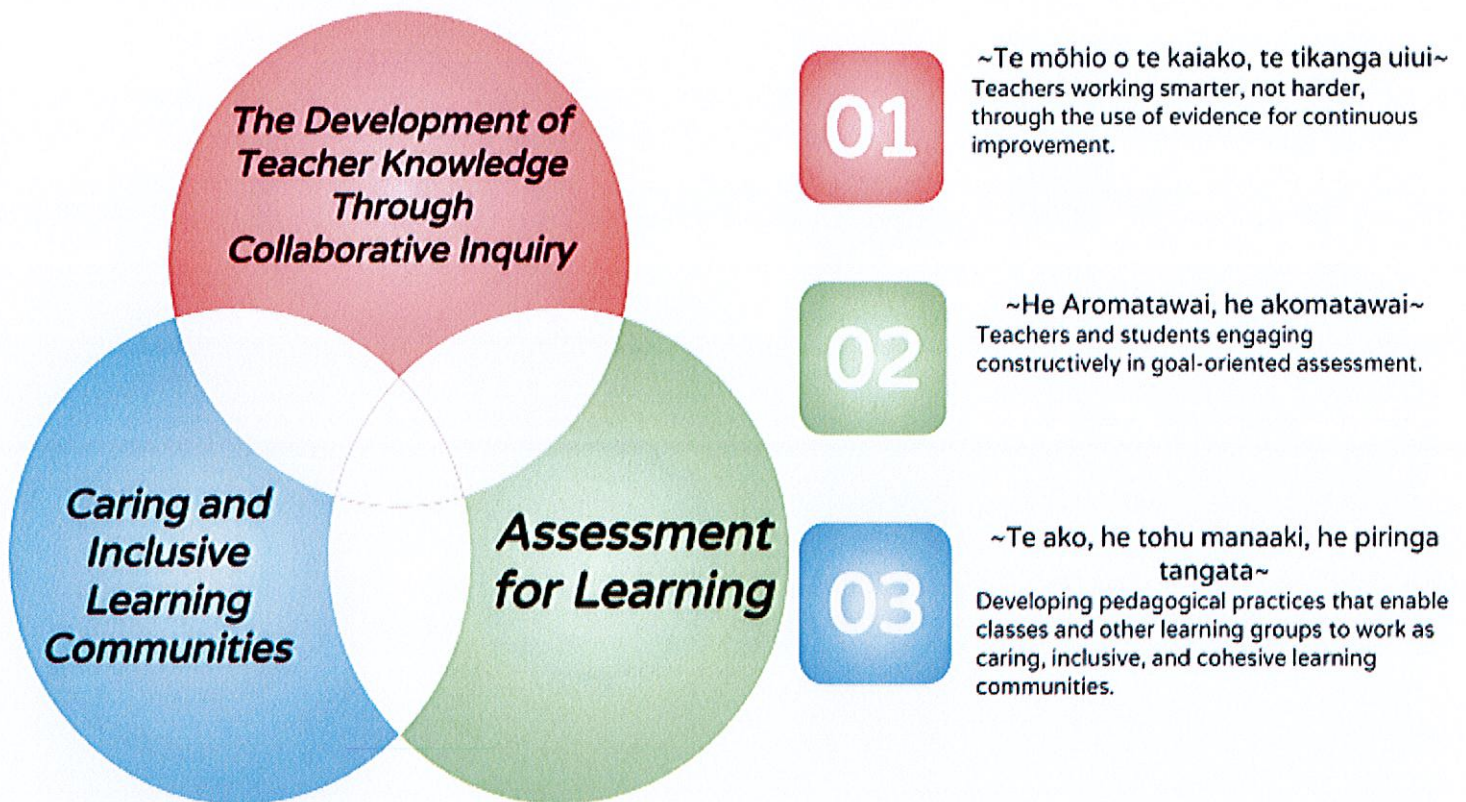 The Development of
Teacher Knowledge
Through
Collaborative Inquiry
Caring and
Inclusive
Learning
Communities
Assessment
for Learning
01
~Te mōhio o te kaiako, te tikanga uiui~
Teachers working smarter, not harder,
through the use of evidence for continuous
improvement.
02
~He Aromatawai, he akomatawai~
Teachers and students engaging
constructively in goal-oriented assessment.
03
~Te ako, he tohu manaaki, he piringa
tangata~
Developing pedagogical practices that enable
classes and other learning groups to work as
caring, inclusive, and cohesive learning
communities.